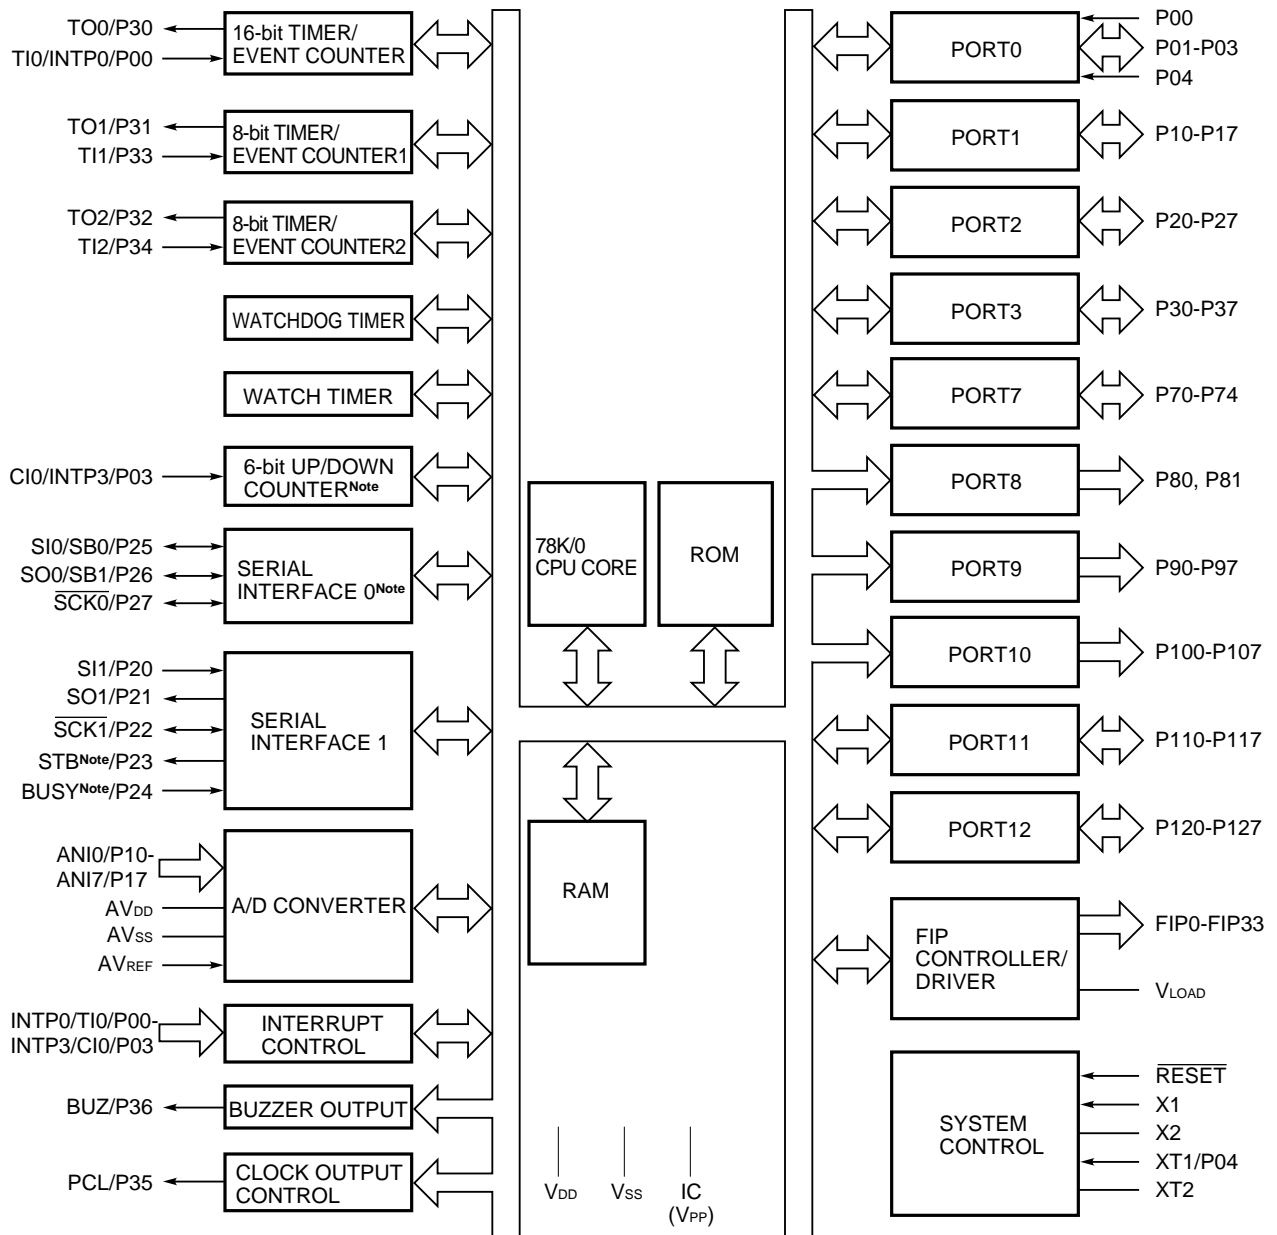 TO0/P30
TI0/INTP0/P00
16-bit TIMER/
EVENT COUNTER
TO1/P31
TI1/P33
8-bit TIMER/
EVENT COUNTER1
TO2/P32
TI2/P34
8-bit TIMER/
EVENT COUNTER2
WATCHDOG TIMER
WATCH TIMER
CI0/INTP3/P03
6-bit UP/DOWN
COUNTERNote
SI0/SB0/P25
SO0/SB1/P26
SCK0/P27
SERIAL
INTERFACE 0Note
SI1/P20
SO1/P21
SCK1/P22
STBNote/P23
BUSYNote/P24
SERIAL
INTERFACE 1
ANI0/P10-
ANI7/P17
AVDD
AVSS
AVREF
A/D CONVERTER
INTP0/TI0/P00-
INTP3/CI0/P03
INTERRUPT
CONTROL
BUZ/P36
BUZZER OUTPUT
PCL/P35
CLOCK OUTPUT
CONTROL
78K/0
CPU CORE
ROM
RAM
VDD
VSS
IC
(VPP)
PORT0
P00
P01-P03
P04
PORT1
P10-P17
PORT2
P20-P27
PORT3
P30-P37
PORT7
P70-P74
PORT8
P80, P81
PORT9
P90-P97
PORT10
P100-P107
PORT11
P110-P117
PORT12
P120-P127
FIP
CONTROLLER/
DRIVER
FIP0-FIP33
VLOAD
SYSTEM
CONTROL
RESET
X1
X2
XT1/P04
XT2